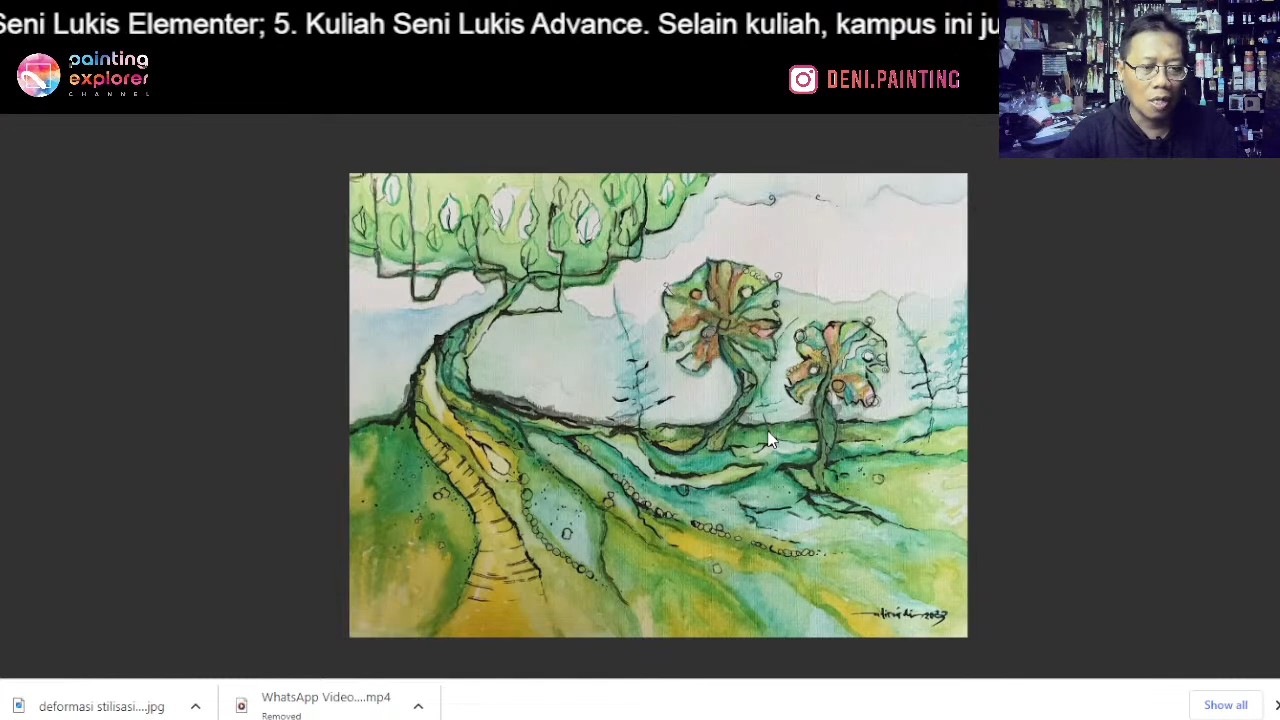 Seni Lukis Elementer; 5. Kuliah Seni Lukis Advance. Selain kuliah, kampus ini ju
painting
explorer
CHANNEL
DENI.PAINTING
2023
deformasi stilisasi....jpg
WhatsApp Video....mp4
Removed
Show all